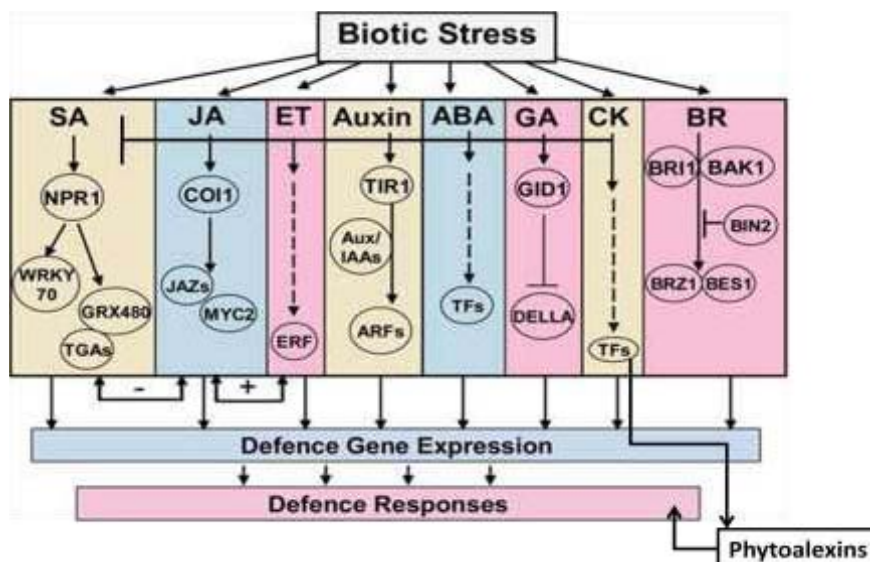 Biotic Stress
SA
JA
ET
Auxin
ABA
GA
CK
BR
NPR1
WRKY
70
GRX480
TGAs
COI1
JAZs
MYC2
ERF
TIR1
Aux/
IAAs
ARFs
TFs
GID1
DELLA
TFs
BRI1
BAK1
BIN2
BRZ1
BES1
-
+
Defence Gene Expression
Defence Responses
Phytoalexins